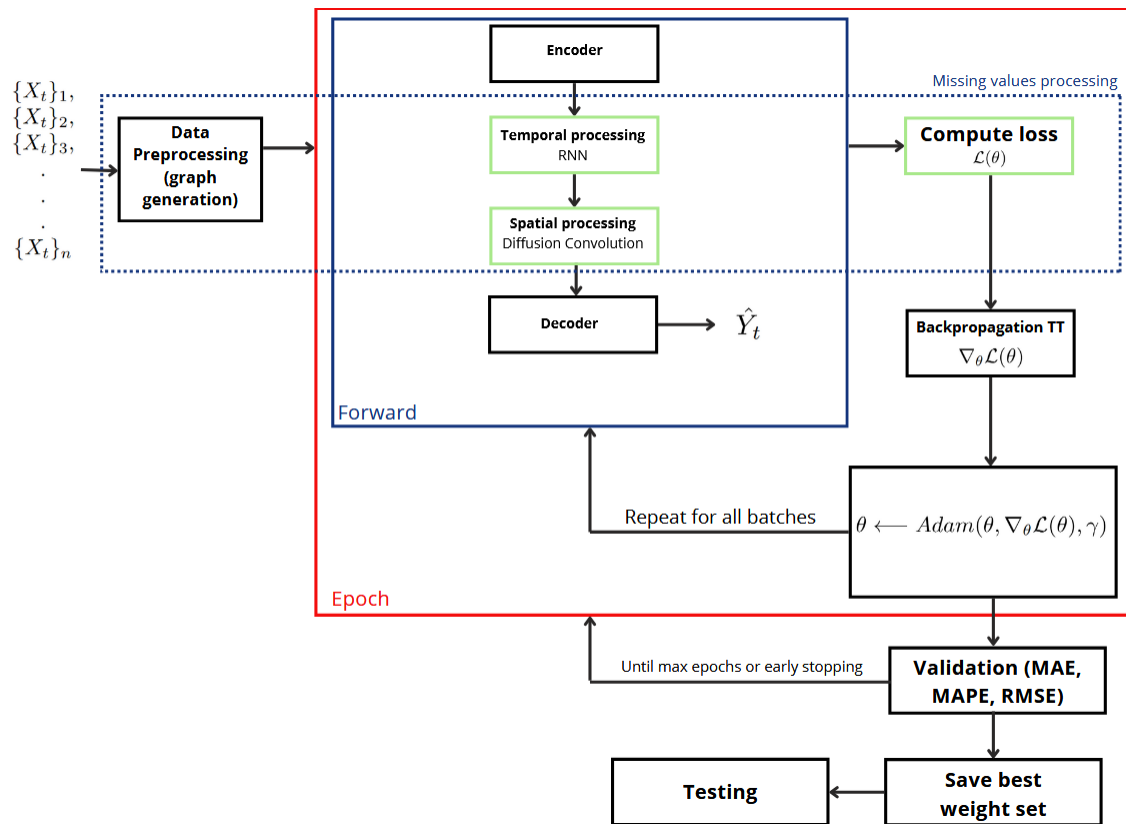 Encoder
Missing values processing
{X_t}_1,
{X_t}_2,
{X_t}_3,
.
.
.
{X_t}_n
Data
Preprocessing
(graph
generation)
Temporal processing
RNN
Spatial processing
Diffusion Convolution
Decoder
Ŷ_t
Forward
Compute loss
ℒ(θ)
Backpropagation TT
∇_θℒ(θ)
θ ⟵ Adam(θ, ∇_θℒ(θ), γ)
Repeat for all batches
Epoch
Until max epochs or early stopping
Validation (MAE,
MAPE, RMSE)
Save best
weight set
Testing